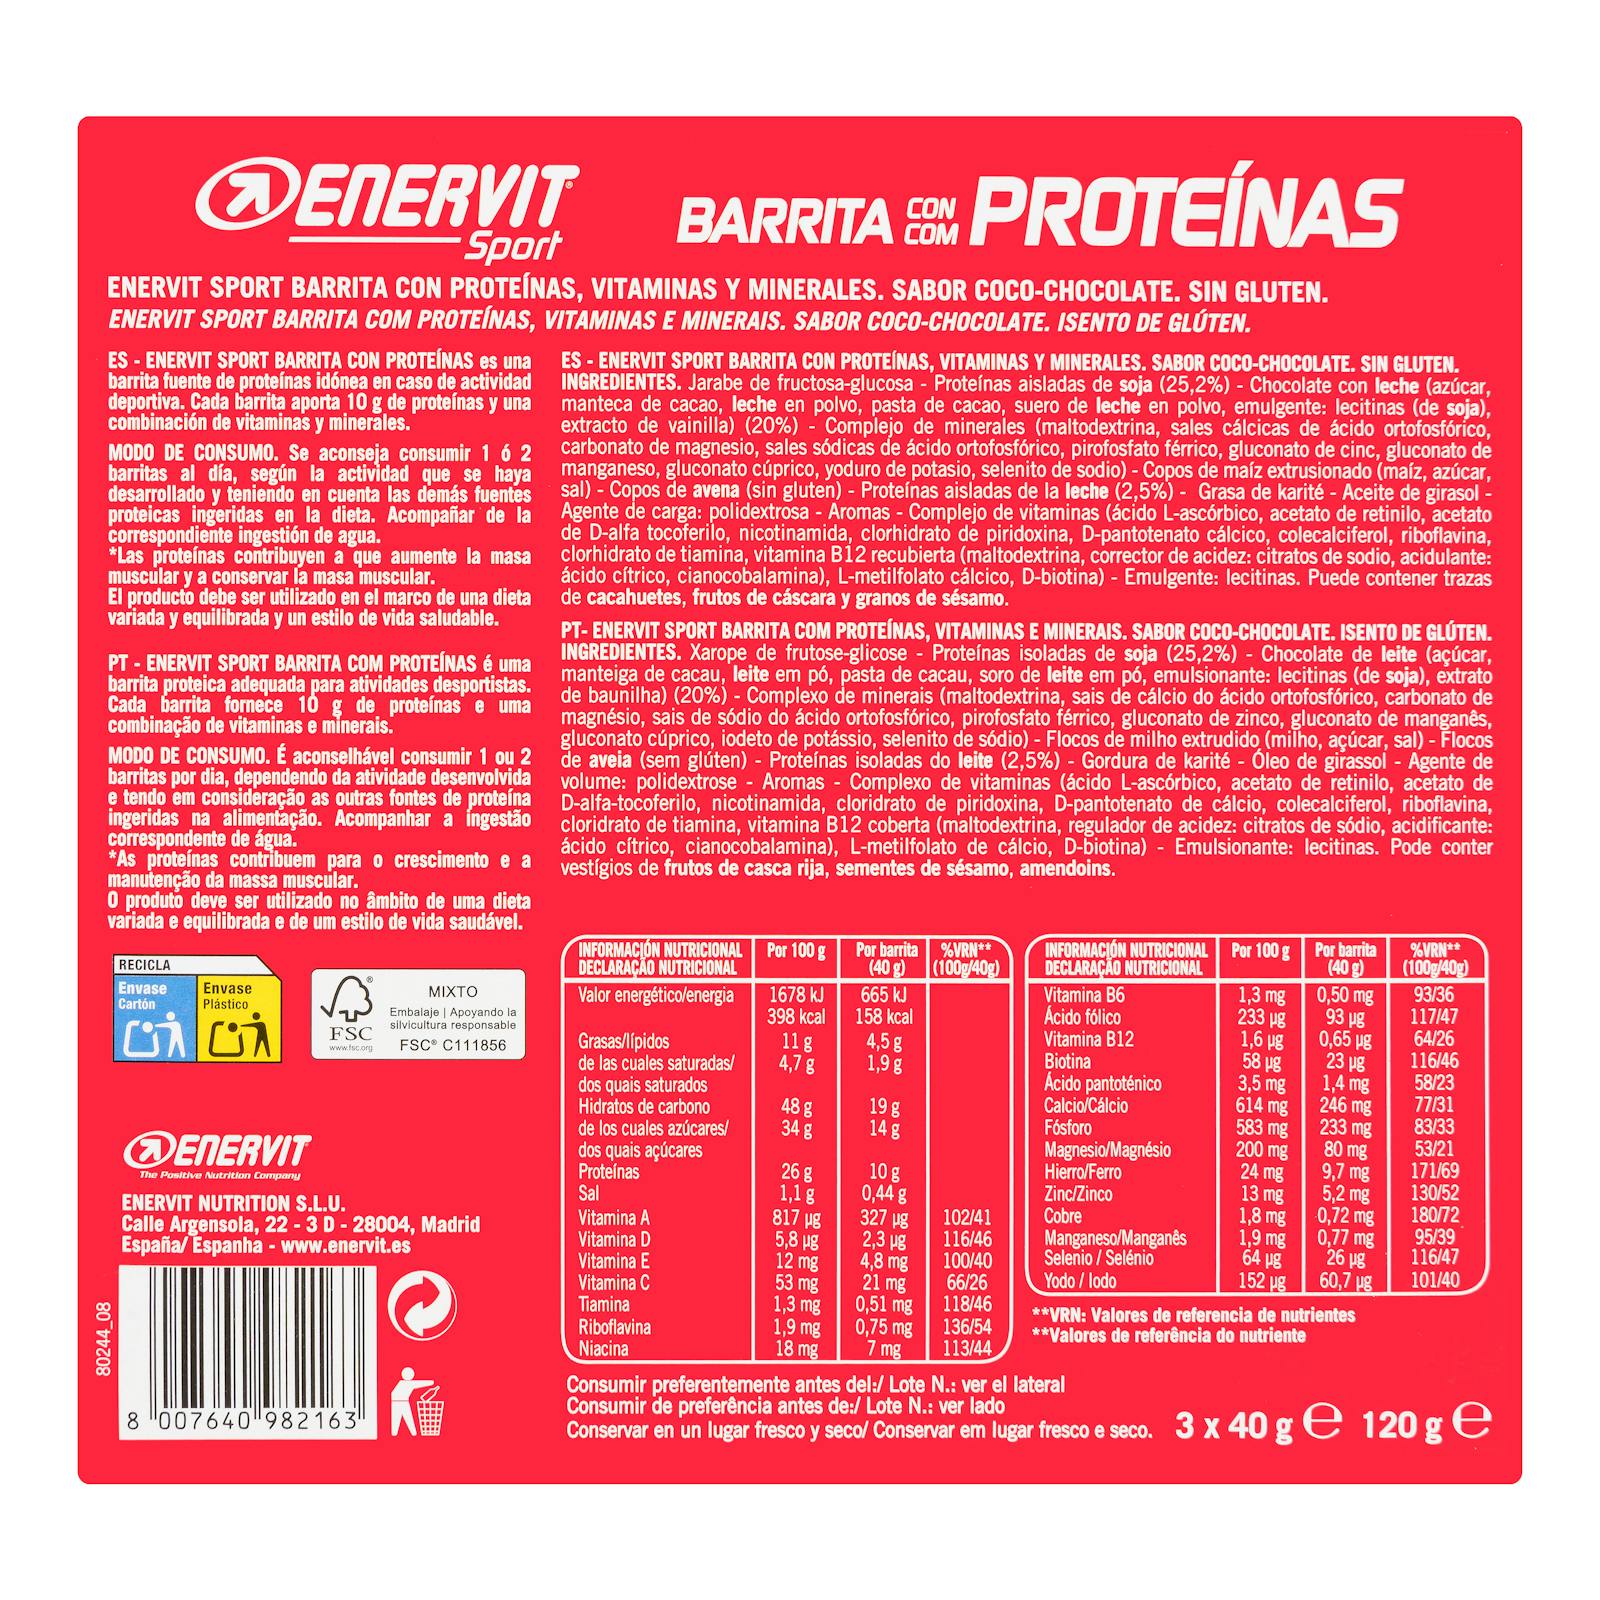 ENERVIT®
Sport
BARRITA CON COM PROTEÍNAS
ENERVIT SPORT BARRITA CON PROTEÍNAS, VITAMINAS Y MINERALES. SABOR COCO-CHOCOLATE. SIN GLUTEN.
ENERVIT SPORT BARRITA COM PROTEÍNAS, VITAMINAS E MINERAIS. SABOR COCO-CHOCOLATE. ISENTO DE GLÚTEN.
ES - ENERVIT SPORT BARRITA CON PROTEÍNAS es una
barrita fuente de proteínas idónea en caso de actividad
deportiva. Cada barrita aporta 10 g de proteínas y una
combinación de vitaminas y minerales.
MODO DE CONSUMO. Se aconseja consumir 1 ó 2
barritas al día, según la actividad que se haya
desarrollado y teniendo en cuenta las demás fuentes
proteicas ingeridas en la dieta. Acompañar de la
correspondiente ingestión de agua.
*Las proteínas contribuyen a que aumente la masa
muscular y a conservar la masa muscular.
El producto debe ser utilizado en el marco de una dieta
variada y equilibrada y un estilo de vida saludable.
PT - ENERVIT SPORT BARRITA COM PROTEÍNAS é uma
barrita proteica adequada para atividades desportistas.
Cada barrita fornece 10 g de proteínas e uma
combinação de vitaminas e minerais.
MODO DE CONSUMO. É aconselhável consumir 1 ou 2
barritas por dia, dependendo da atividade desenvolvida
e tendo em consideração as outras fontes de proteína
ingeridas na alimentação. Acompanhar a ingestão
correspondente de água.
*As proteínas contribuem para o crescimento e a
manutenção da massa muscular.
O produto deve ser utilizado no âmbito de uma dieta
variada e equilibrada e de um estilo de vida saudável.
ES - ENERVIT SPORT BARRITA CON PROTEÍNAS, VITAMINAS Y MINERALES. SABOR COCO-CHOCOLATE. SIN GLUTEN.
INGREDIENTES. Jarabe de fructosa-glucosa - Proteínas aisladas de soja (25,2%) - Chocolate con leche (azúcar,
manteca de cacao, leche en polvo, pasta de cacao, suero de leche en polvo, emulgente: lecitinas (de soja),
extracto de vainilla) (20%) - Complejo de minerales (maltodextrina, sales cálcicas de ácido ortofosfórico,
carbonato de magnesio, sales sódicas de ácido ortofosfórico, pirofosfato férrico, gluconato de cinc, gluconato de
manganeso, gluconato cúprico, yoduro de potasio, selenito de sodio) - Copos de maíz extrusionado (maíz, azúcar,
sal) - Copos de avena (sin gluten) - Proteínas aisladas de la leche (2,5%) - Grasa de karité - Aceite de girasol -
Agente de carga: polidextrosa - Aromas - Complejo de vitaminas (ácido L-ascórbico, acetato de retinilo, acetato
de D-alfa tocoferilo, nicotinamida, clorhidrato de piridoxina, D-pantotenato cálcico, colecalciferol, riboflavina,
clorhidrato de tiamina, vitamina B12 recubierta (maltodextrina, corrector de acidez: citratos de sodio, acidulante:
ácido cítrico, cianocobalamina), L-metilfolato cálcico, D-biotina) - Emulgente: lecitinas. Puede contener trazas
de cacahuetes, frutos de cáscara y granos de sésamo.
PT- ENERVIT SPORT BARRITA COM PROTEÍNAS, VITAMINAS E MINERAIS. SABOR COCO-CHOCOLATE. ISENTO DE GLÚTEN.
INGREDIENTES. Xarope de frutose-glicose - Proteínas isoladas de soja (25,2%) - Chocolate de leite (açúcar,
manteiga de cacau, leite em pó, pasta de cacau, soro de leite em pó, emulsionante: lecitinas (de soja), extrato
de baunilha) (20%) - Complexo de minerais (maltodextrina, sais de cálcio do ácido ortofosfórico, carbonato de
magnésio, sais de sódio do ácido ortofosfórico, pirofosfato férrico, gluconato de zinco, gluconato de manganês,
gluconato cúprico, iodeto de potássio, selenito de sódio) - Flocos de milho extrudido (milho, açúcar, sal) - Flocos
de aveia (sem glúten) - Proteínas isoladas do leite (2,5%) - Gordura de karité - Óleo de girassol - Agente de
volume: polidextrose - Aromas - Complexo de vitaminas (ácido L-ascórbico, acetato de retinilo, acetato de
D-alfa-tocoferilo, nicotinamida, cloridrato de piridoxina, D-pantotenato de cálcio, colecalciferol, riboflavina,
cloridrato de tiamina, vitamina B12 coberta (maltodextrina, regulador de acidez: citratos de sódio, acidificante:
ácido cítrico, cianocobalamina), L-metilfolato de cálcio, D-biotina) - Emulsionante: lecitinas. Pode conter
vestígios de frutos de casca rija, sementes de sésamo, amendoins.
RECICLA
Envase Cartón
Envase Plástico
FSC®
www.fsc.org
MIXTO
Embalaje | Apoyando la
silvicultura responsable
FSC® C111856
ENERVIT
The Positive Nutrition Company
ENERVIT NUTRITION S.L.U.
Calle Argensola, 22 - 3 D - 28004, Madrid
España/ Espanha - www.enervit.es
80244_08
8 007640 982163
INFORMACIÓN NUTRICIONAL DECLARAÇÃO NUTRICIONAL Por 100 g Por barrita (40 g) %VRN** (100g/40g)
Valor energético/energia 1678 kJ 665 kJ
398 kcal 158 kcal
Grasas/lípidos 11 g 4,5 g
de las cuales saturadas/ 4,7 g 1,9 g
dos quais saturados
Hidratos de carbono 48 g 19 g
de los cuales azúcares/ 34 g 14 g
dos quais açúcares
Proteínas 26 g 10 g
Sal 1,1 g 0,44 g
Vitamina A 817 µg 327 µg 102/41
Vitamina D 5,8 µg 2,3 µg 116/46
Vitamina E 12 mg 4,8 mg 100/40
Vitamina C 53 mg 21 mg 66/26
Tiamina 1,3 mg 0,51 mg 118/46
Riboflavina 1,9 mg 0,75 mg 136/54
Niacina 18 mg 7 mg 113/44
INFORMACIÓN NUTRICIONAL DECLARAÇÃO NUTRICIONAL Por 100 g Por barrita (40 g) %VRN** (100g/40g)
Vitamina B6 1,3 mg 0,50 mg 93/36
Ácido fólico 233 µg 93 µg 117/47
Vitamina B12 1,6 µg 0,65 µg 64/26
Biotina 58 µg 23 µg 116/46
Ácido pantoténico 3,5 mg 1,4 mg 58/23
Calcio/Cálcio 614 mg 246 mg 77/31
Fósforo 583 mg 233 mg 83/33
Magnesio/Magnésio 200 mg 80 mg 53/21
Hierro/Ferro 24 mg 9,7 mg 171/69
Zinc/Zinco 13 mg 5,2 mg 130/52
Cobre 1,8 mg 0,72 mg 180/72
Manganeso/Manganês 1,9 mg 0,77 mg 95/39
Selenio / Selénio 64 µg 26 µg 116/47
Yodo / Iodo 152 µg 60,7 µg 101/40
**VRN: Valores de referencia de nutrientes
**Valores de referência do nutriente
Consumir preferentemente antes del:/ Lote N.: ver el lateral
Consumir de preferência antes de:/ Lote N.: ver lado
Conservar en un lugar fresco y seco/ Conservar em lugar fresco e seco.
3 x 40 g ℮ 120 g ℮